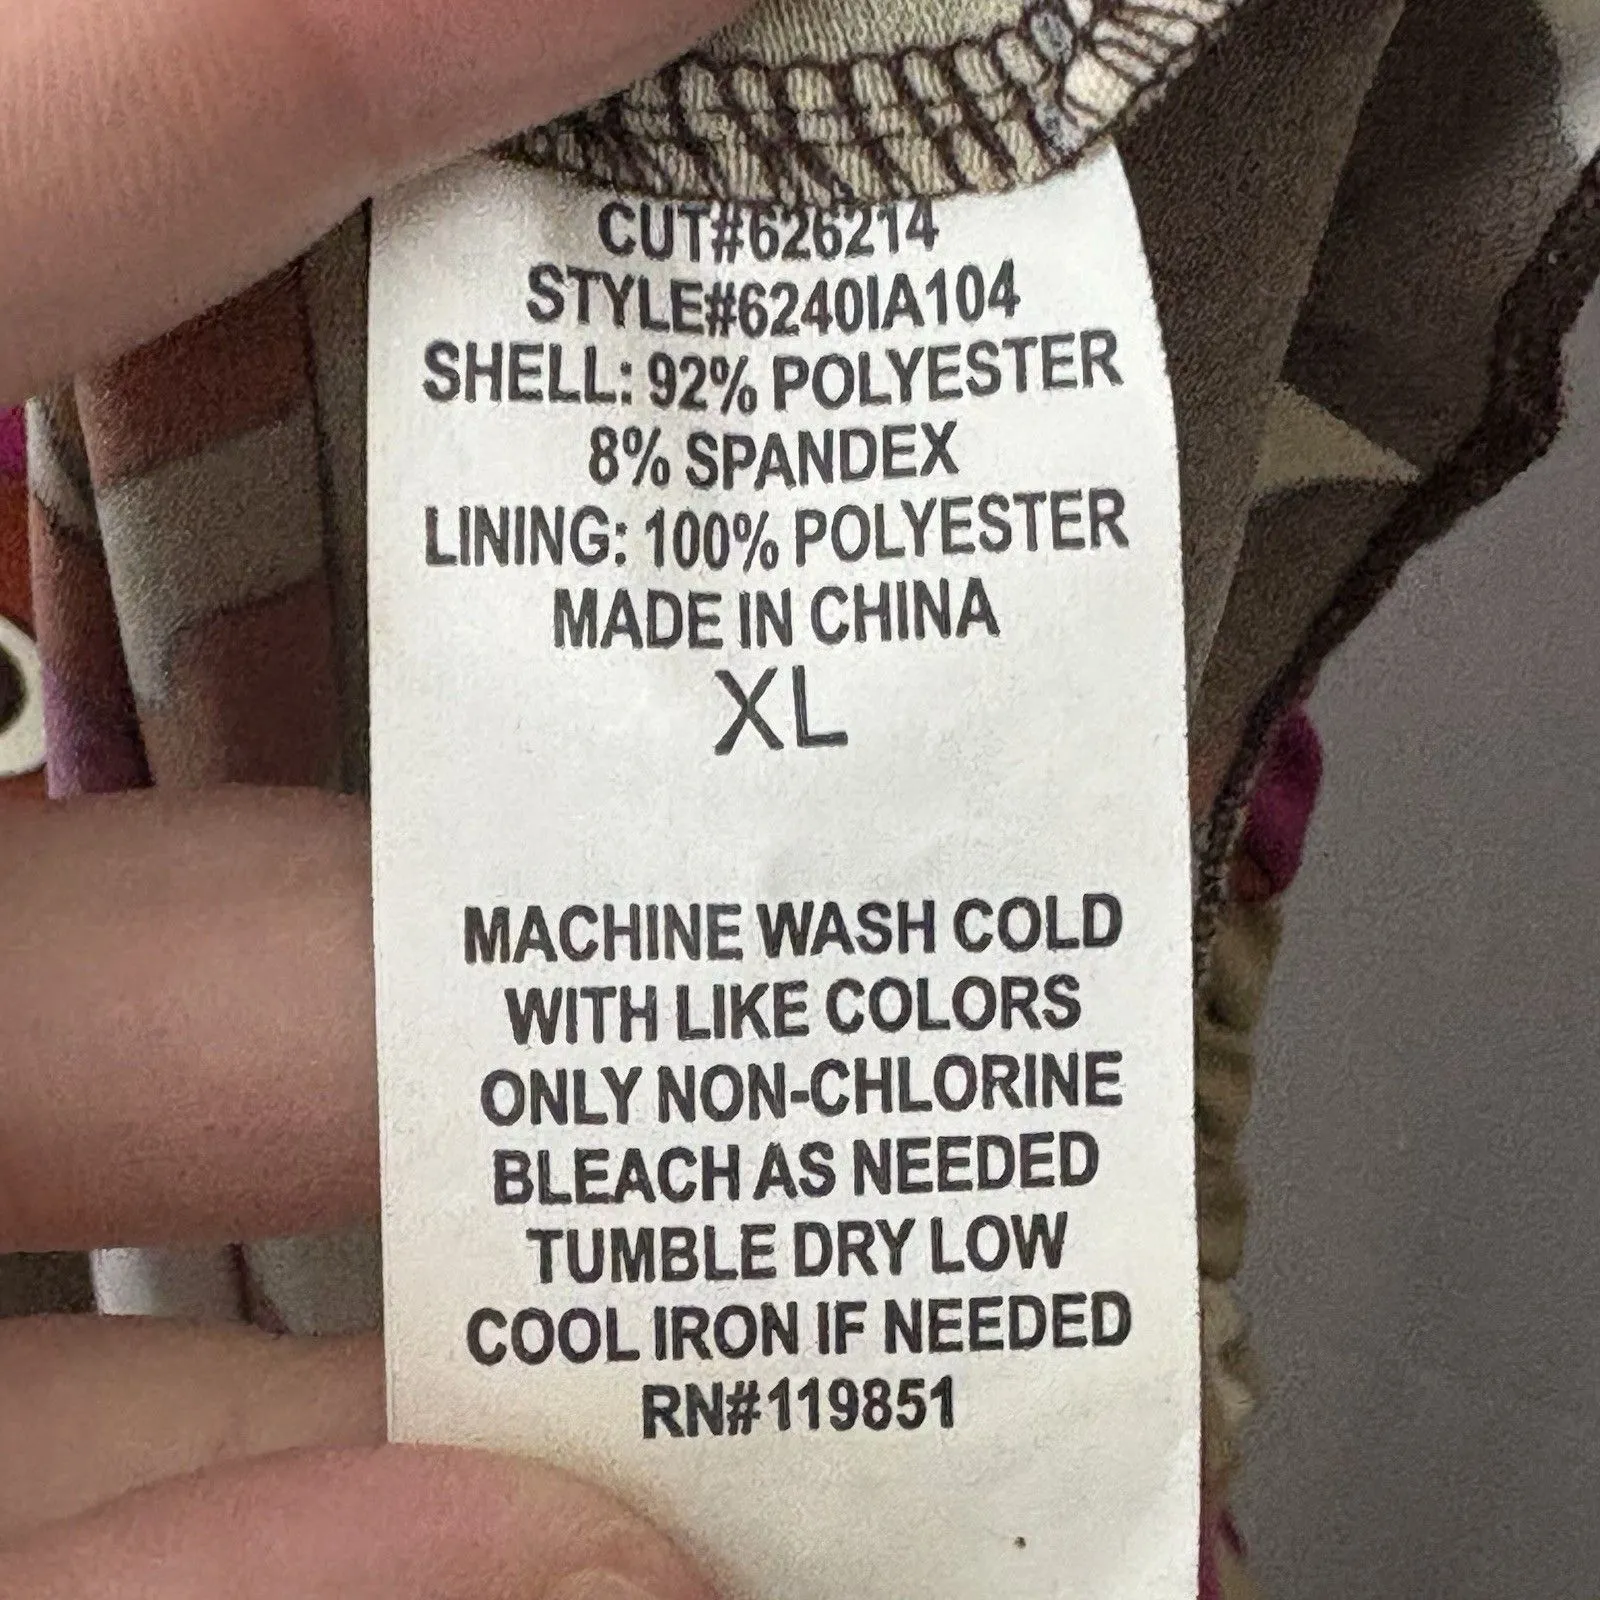 CUT#626214
STYLE#6240IA104
SHELL: 92% POLYESTER
8% SPANDEX
LINING: 100% POLYESTER
MADE IN CHINA
XL
MACHINE WASH COLD
WITH LIKE COLORS
ONLY NON-CHLORINE
BLEACH AS NEEDED
TUMBLE DRY LOW
COOL IRON IF NEEDED
RN#119851